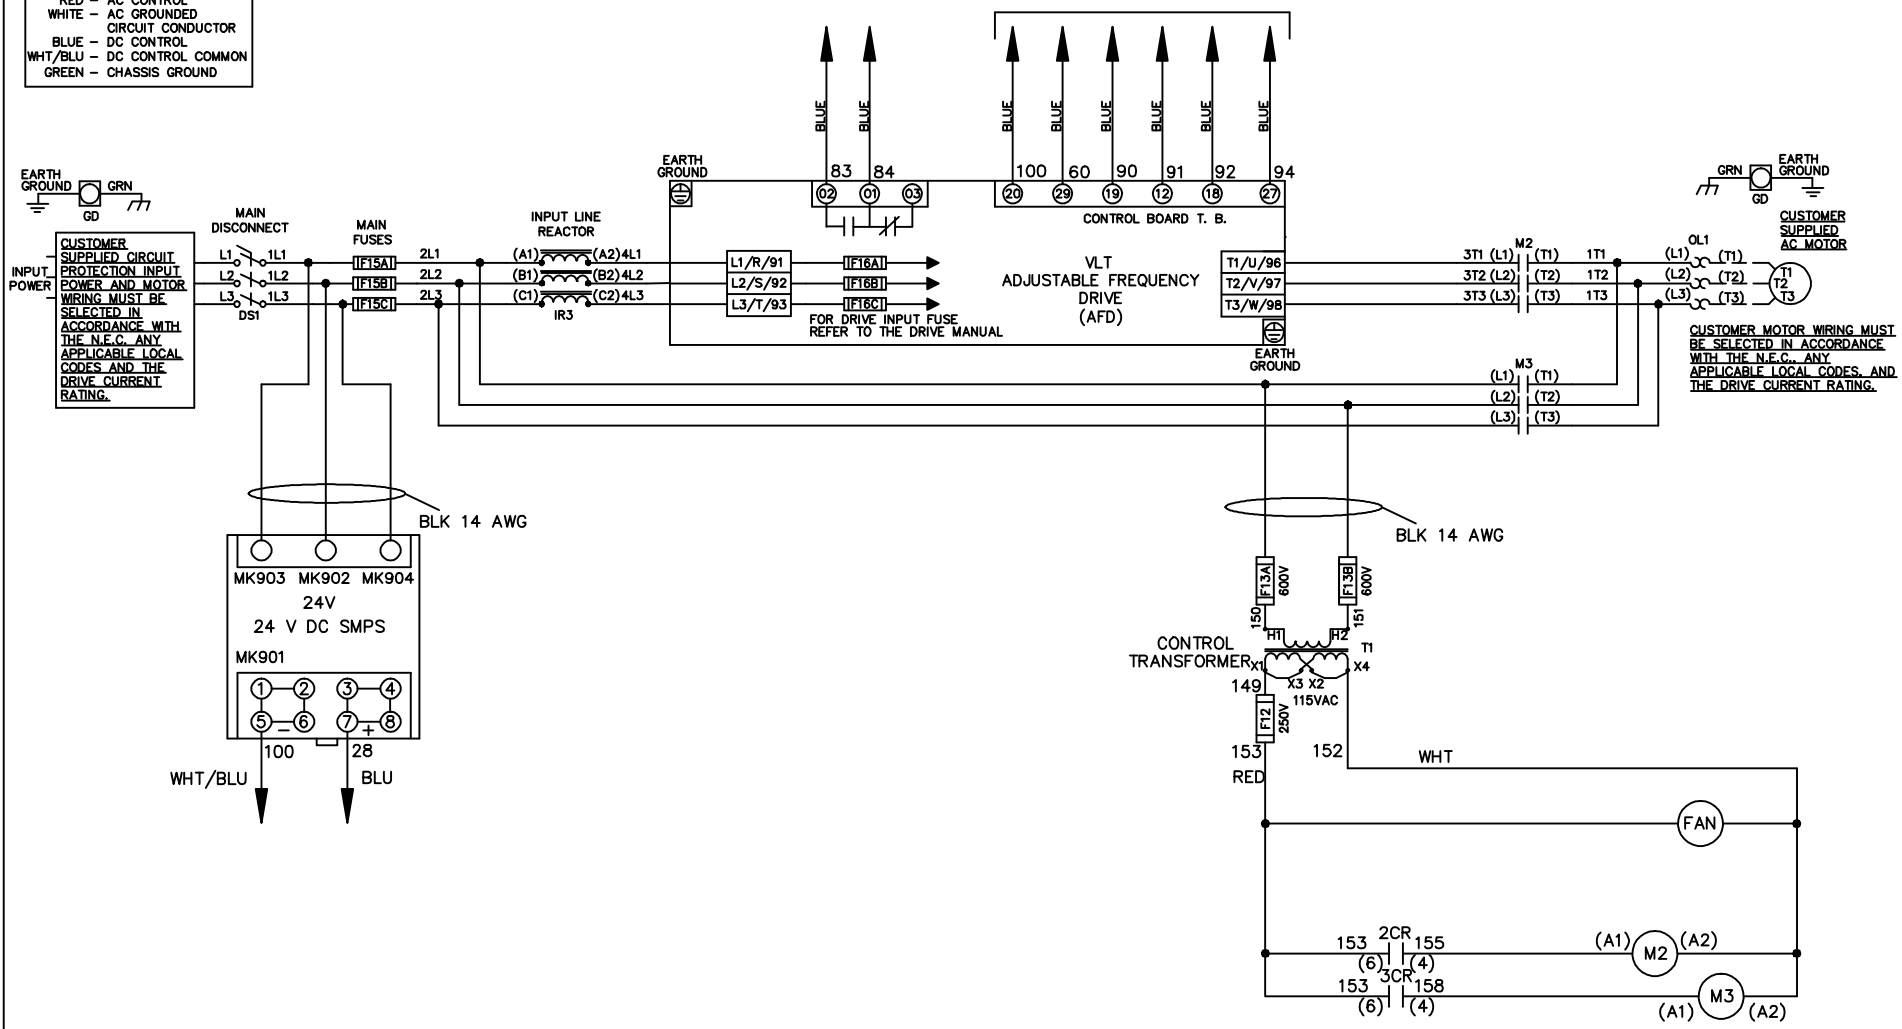 RED – AC CONTROL
WHITE – AC GROUNDED
CIRCUIT CONDUCTOR
BLUE – DC CONTROL
WHT/BLU – DC CONTROL COMMON
GREEN – CHASSIS GROUND
BLUE BLUE BLUE BLUE BLUE BLUE BLUE BLUE
83 84 100 60 90 91 92 94
02 01 03 20 29 19 12 18 27
CONTROL BOARD T. B.
EARTH
GROUND
EARTH
GROUND
GRN
GD
GRN
EARTH
GROUND
GD
MAIN
DISCONNECT
MAIN
FUSES
INPUT LINE
REACTOR
CUSTOMER
SUPPLIED
AC MOTOR
INPUT
POWER
CUSTOMER
SUPPLIED CIRCUIT
PROTECTION INPUT
POWER AND MOTOR
WIRING MUST BE
SELECTED IN
ACCORDANCE WITH
THE N.E.C. ANY
APPLICABLE LOCAL
CODES AND THE
DRIVE CURRENT
RATING.
L1 1L1 F15A 2L1 (A1) (A2) 4L1 L1/R/91 F16A
L2 1L2 F15B 2L2 (B1) (B2) 4L2 L2/S/92 F16B
L3 1L3 F15C 2L3 (C1) (C2) 4L3 L3/T/93 F16C
DS1
IR3
FOR DRIVE INPUT FUSE
REFER TO THE DRIVE MANUAL
VLT
ADJUSTABLE FREQUENCY
DRIVE
(AFD)
EARTH
GROUND
M2
OL1
T1/U/96 3T1 (L1) (T1) 1T1 (L1) (T1) T1
T2/V/97 3T2 (L2) (T2) 1T2 (L2) (T2) T2
T3/W/98 3T3 (L3) (T3) 1T3 (L3) (T3) T3
CUSTOMER MOTOR WIRING MUST
BE SELECTED IN ACCORDANCE
WITH THE N.E.C., ANY
APPLICABLE LOCAL CODES, AND
THE DRIVE CURRENT RATING.
M3
(L1) (T1)
(L2) (T2)
(L3) (T3)
BLK 14 AWG
BLK 14 AWG
MK903 MK902 MK904
24V
24 V DC SMPS
MK901
1 2 3 4
5 – 6 7 + 8
100 28
WHT/BLU BLU
F13A 600V F13B 600V
150 151
H1 H2
CONTROL
TRANSFORMER
T1
X1 X3 X2 X4
115VAC
149
F12 250V
153 152
RED WHT
FAN
2CR
153 155 (A1) M2 (A2)
(6) (4)
3CR
153 158 M3
(6) (4) (A1) (A2)